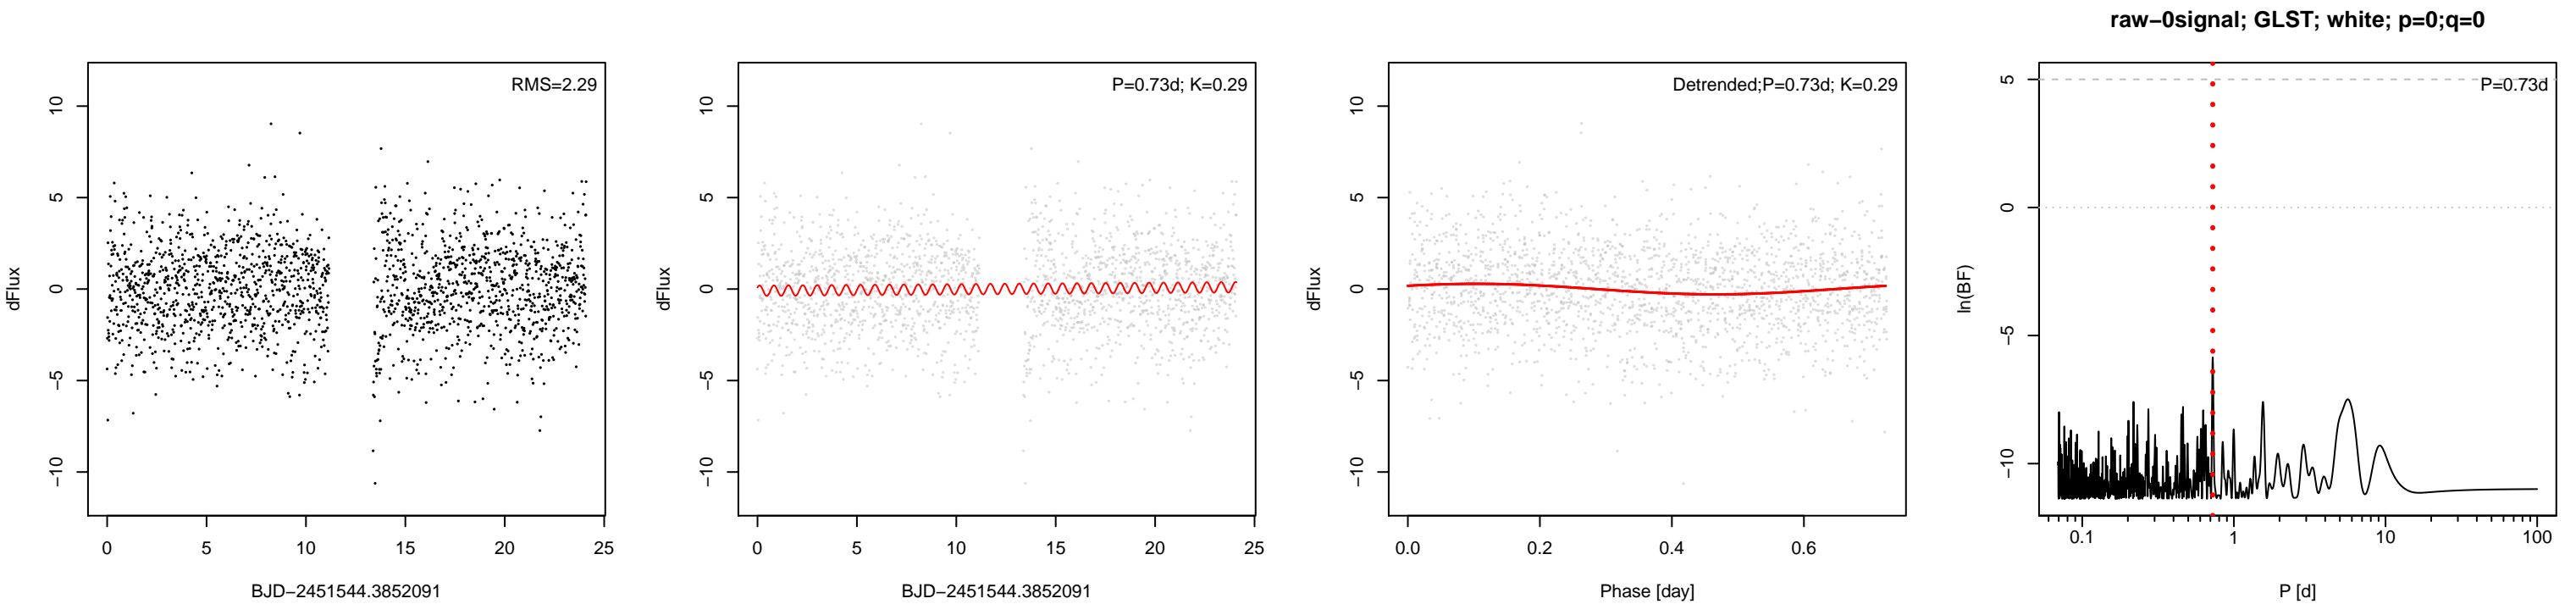 raw−0signal; GLST; white; p=0;q=0
RMS=2.29
10
5
0
−5
−10
dFlux
0 5 10 15 20 25
BJD−2451544.3852091
P=0.73d; K=0.29
10
5
0
−5
−10
dFlux
0 5 10 15 20 25
BJD−2451544.3852091
Detrended;P=0.73d; K=0.29
10
5
0
−5
−10
dFlux
0.0 0.2 0.4 0.6
Phase [day]
P=0.73d
5
0
−5
−10
ln(BF)
0.1 1 10 100
P [d]